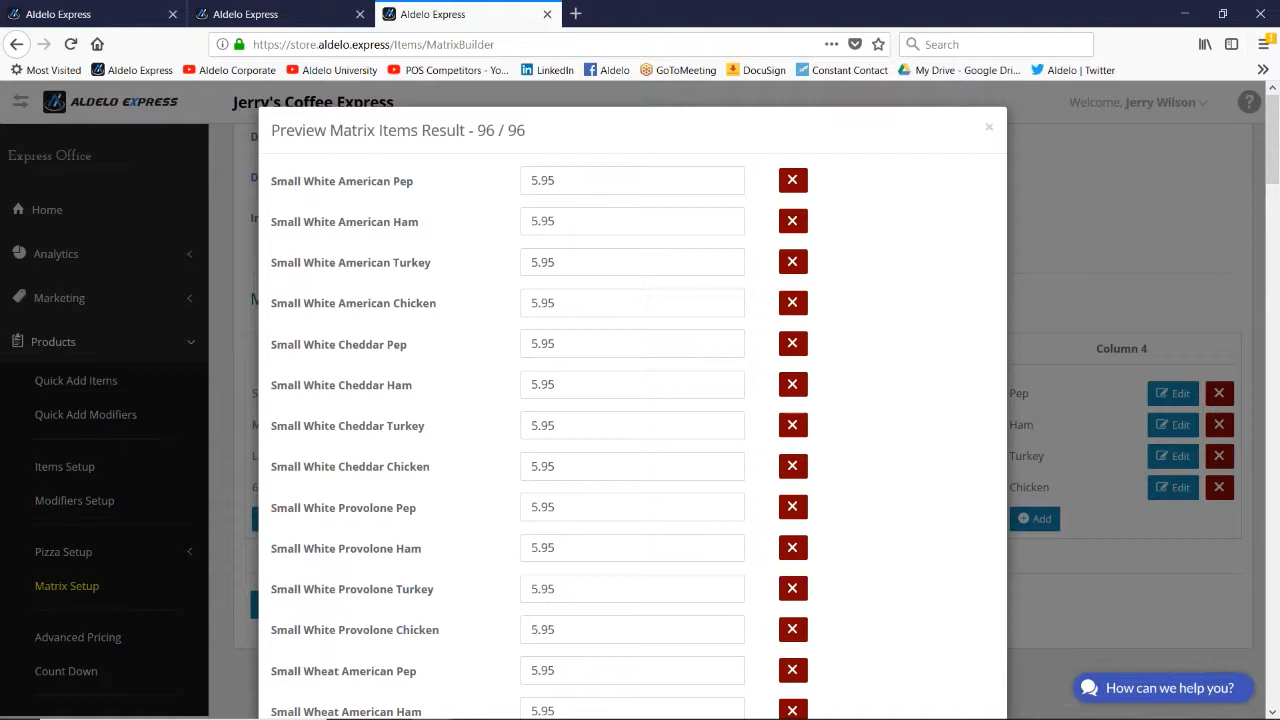 Aldelo Express
Aldelo Express
Aldelo Express
https://store.aldelo.express/Items/MatrixBuilder
Search
Most Visited
Aldelo Express
Aldelo Corporate
Aldelo University
POS Competitors - Yo...
LinkedIn
Aldelo
GoToMeeting
DocuSign
Constant Contact
My Drive - Google Dri...
Aldelo | Twitter
ALDELO EXPRESS
Jerry's Coffee Express
Welcome, Jerry Wilson
Express Office
Home
Analytics
Marketing
Products
Quick Add Items
Quick Add Modifiers
Items Setup
Modifiers Setup
Pizza Setup
Matrix Setup
Advanced Pricing
Count Down
Preview Matrix Items Result - 96 / 96
Small White American Pep 5.95
Small White American Ham 5.95
Small White American Turkey 5.95
Small White American Chicken 5.95
Small White Cheddar Pep 5.95
Small White Cheddar Ham 5.95
Small White Cheddar Turkey 5.95
Small White Cheddar Chicken 5.95
Small White Provolone Pep 5.95
Small White Provolone Ham 5.95
Small White Provolone Turkey 5.95
Small White Provolone Chicken 5.95
Small Wheat American Pep 5.95
Small Wheat American Ham 5.95
Column 4
Pep Edit
Ham Edit
Turkey Edit
Chicken Edit
Add
How can we help you?